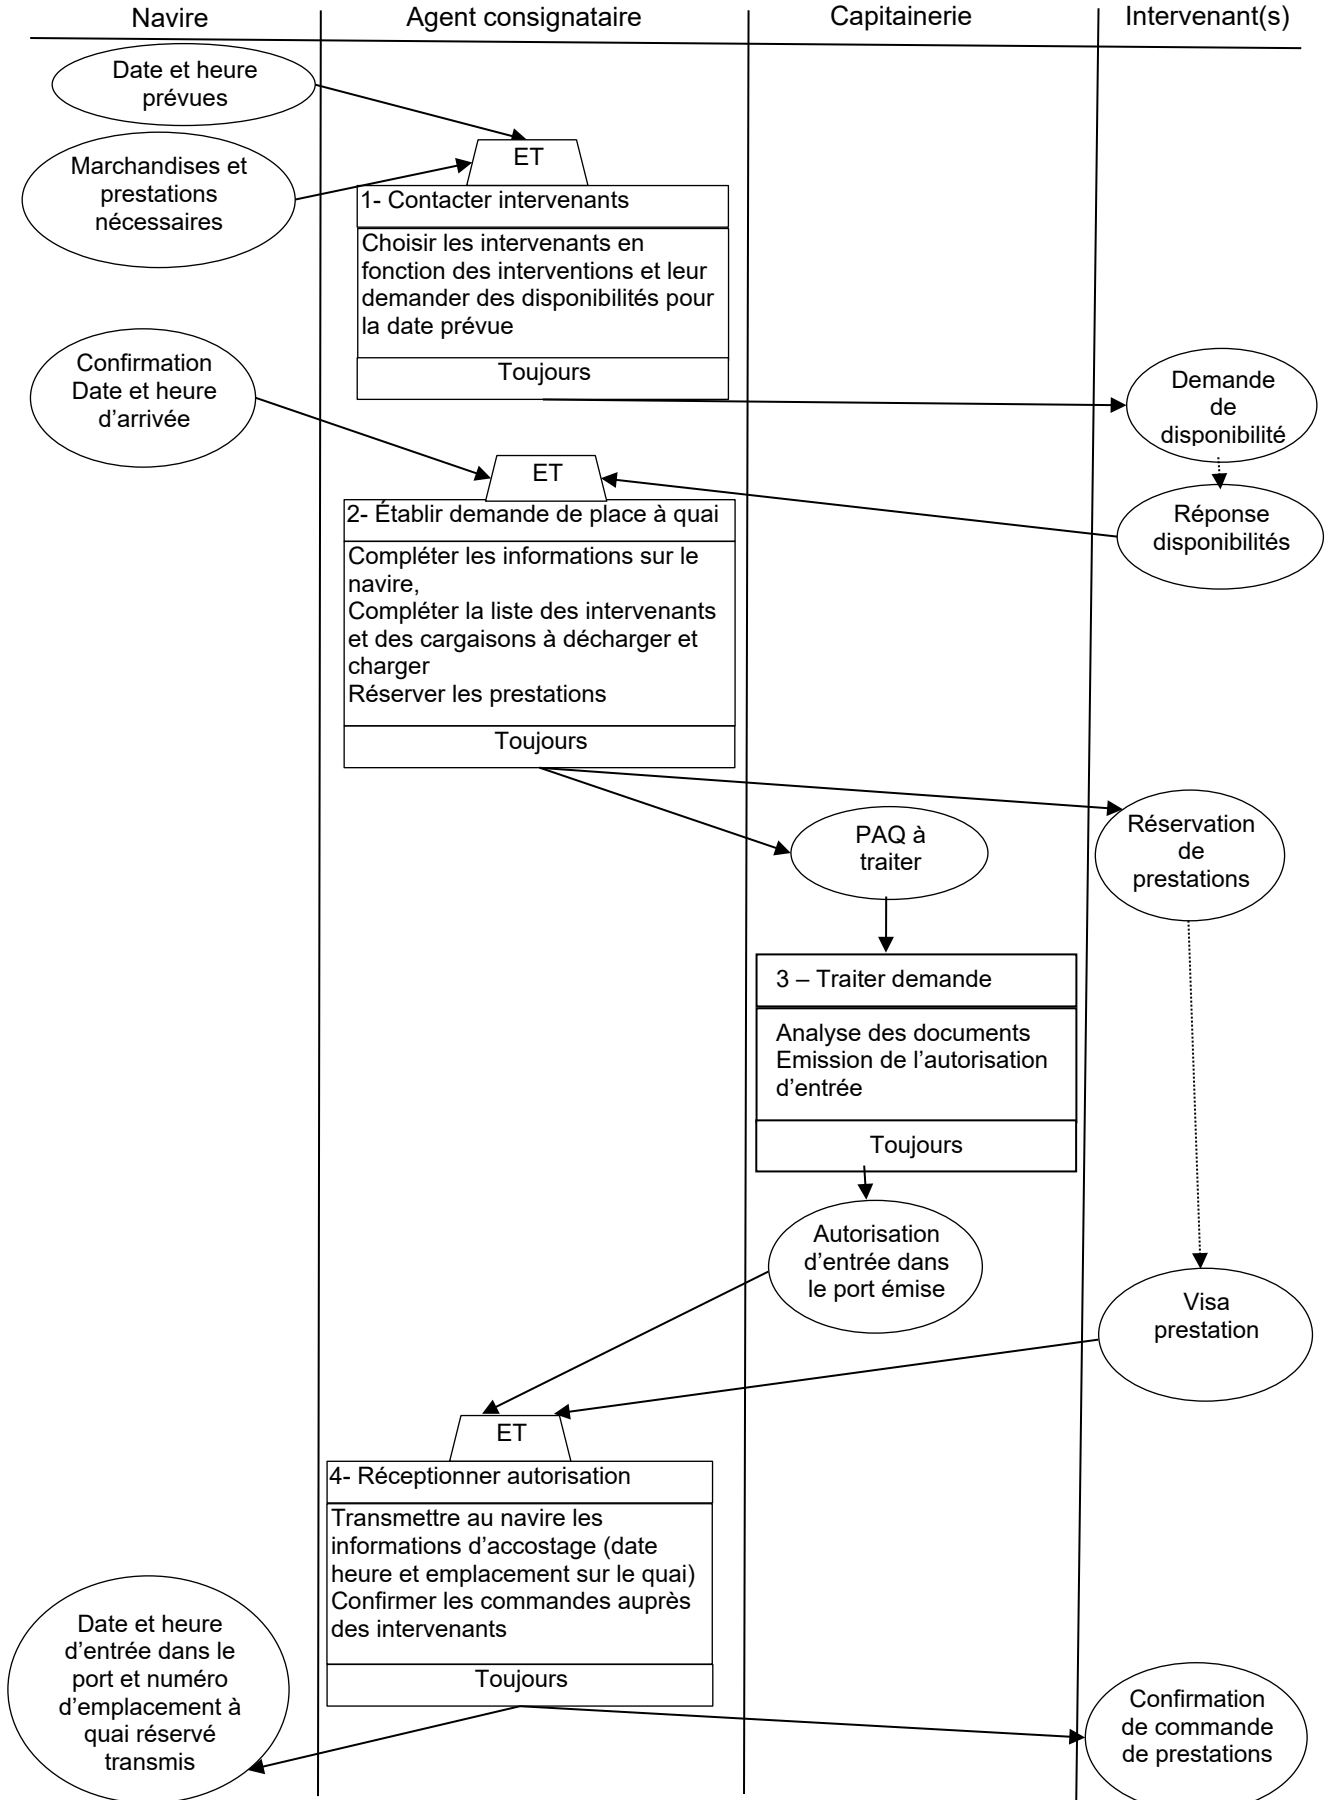 Navire
Agent consignataire
Capitainerie
Intervenant(s)
Date et heure
prévues
ET
Marchandises et
prestations
nécessaires
1- Contacter intervenants
Choisir les intervenants en
fonction des interventions et leur
demander des disponibilités pour
la date prévue
Toujours
Confirmation
Date et heure
d’arrivée
Demande
de
disponibilité
ET
2- Établir demande de place à quai
Compléter les informations sur le
navire,
Compléter la liste des intervenants
et des cargaisons à décharger et
charger
Réserver les prestations
Toujours
Réponse
disponibilités
PAQ à
traiter
Réservation
de
prestations
3 – Traiter demande
Analyse des documents
Emission de l’autorisation
d’entrée
Toujours
Autorisation
d’entrée dans
le port émise
Visa
prestation
ET
4- Réceptionner autorisation
Transmettre au navire les
informations d’accostage (date
heure et emplacement sur le quai)
Confirmer les commandes auprès
des intervenants
Toujours
Date et heure
d’entrée dans le
port et numéro
d’emplacement à
quai réservé
transmis
Confirmation
de commande
de prestations